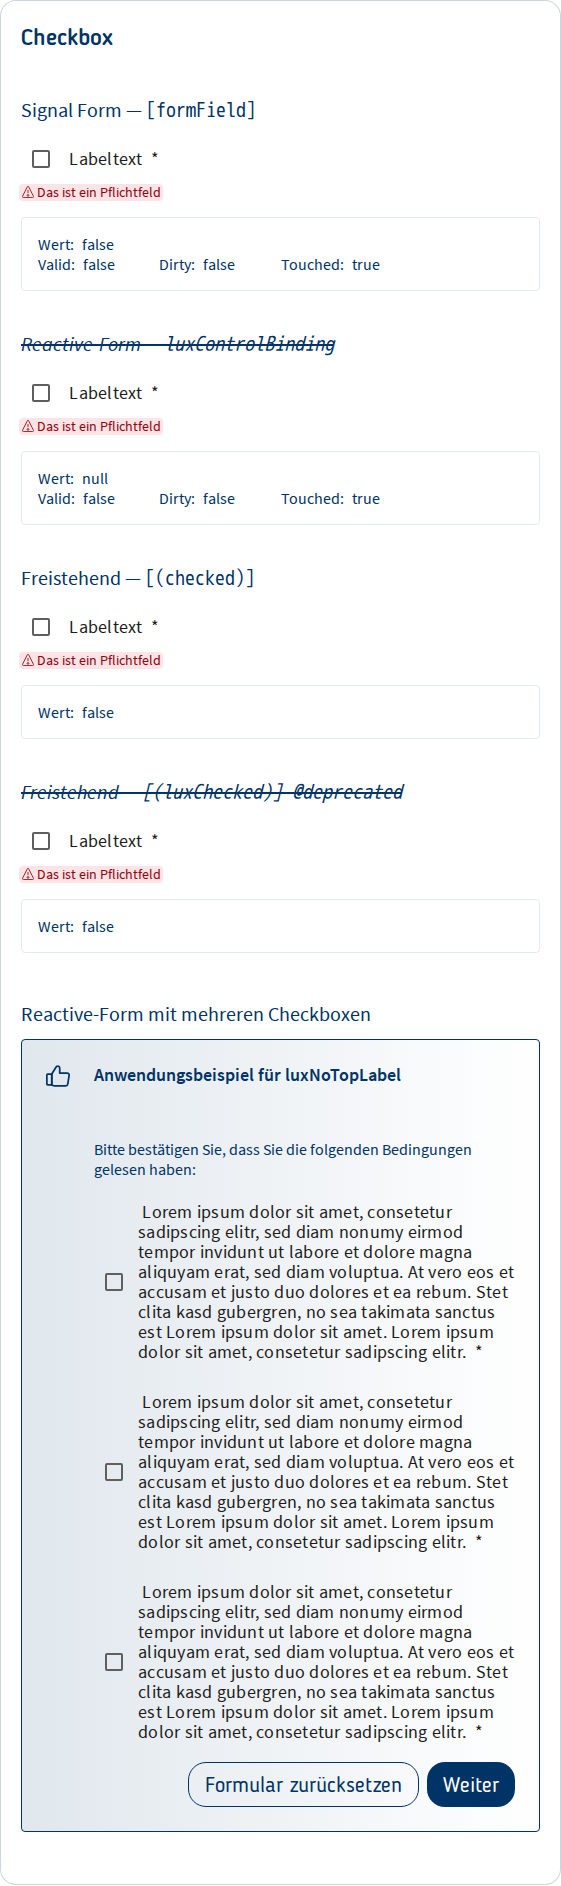 Checkbox
Signal Form — [formField]
Labeltext *
Das ist ein Pflichtfeld
Wert: false
Valid: false Dirty: false Touched: true
Reactive Form — luxControlBinding
Labeltext *
Das ist ein Pflichtfeld
Wert: null
Valid: false Dirty: false Touched: true
Freistehend — [(checked)]
Labeltext *
Das ist ein Pflichtfeld
Wert: false
Freistehend — [(luxChecked)] @deprecated
Labeltext *
Das ist ein Pflichtfeld
Wert: false
Reactive-Form mit mehreren Checkboxen
Anwendungsbeispiel für luxNoTopLabel
Bitte bestätigen Sie, dass Sie die folgenden Bedingungen
gelesen haben:
Lorem ipsum dolor sit amet, consetetur
sadipscing elitr, sed diam nonumy eirmod
tempor invidunt ut labore et dolore magna
aliquyam erat, sed diam voluptua. At vero eos et
accusam et justo duo dolores et ea rebum. Stet
clita kasd gubergren, no sea takimata sanctus
est Lorem ipsum dolor sit amet. Lorem ipsum
dolor sit amet, consetetur sadipscing elitr. *
Lorem ipsum dolor sit amet, consetetur
sadipscing elitr, sed diam nonumy eirmod
tempor invidunt ut labore et dolore magna
aliquyam erat, sed diam voluptua. At vero eos et
accusam et justo duo dolores et ea rebum. Stet
clita kasd gubergren, no sea takimata sanctus
est Lorem ipsum dolor sit amet. Lorem ipsum
dolor sit amet, consetetur sadipscing elitr. *
Lorem ipsum dolor sit amet, consetetur
sadipscing elitr, sed diam nonumy eirmod
tempor invidunt ut labore et dolore magna
aliquyam erat, sed diam voluptua. At vero eos et
accusam et justo duo dolores et ea rebum. Stet
clita kasd gubergren, no sea takimata sanctus
est Lorem ipsum dolor sit amet. Lorem ipsum
dolor sit amet, consetetur sadipscing elitr. *
Formular zurücksetzen Weiter